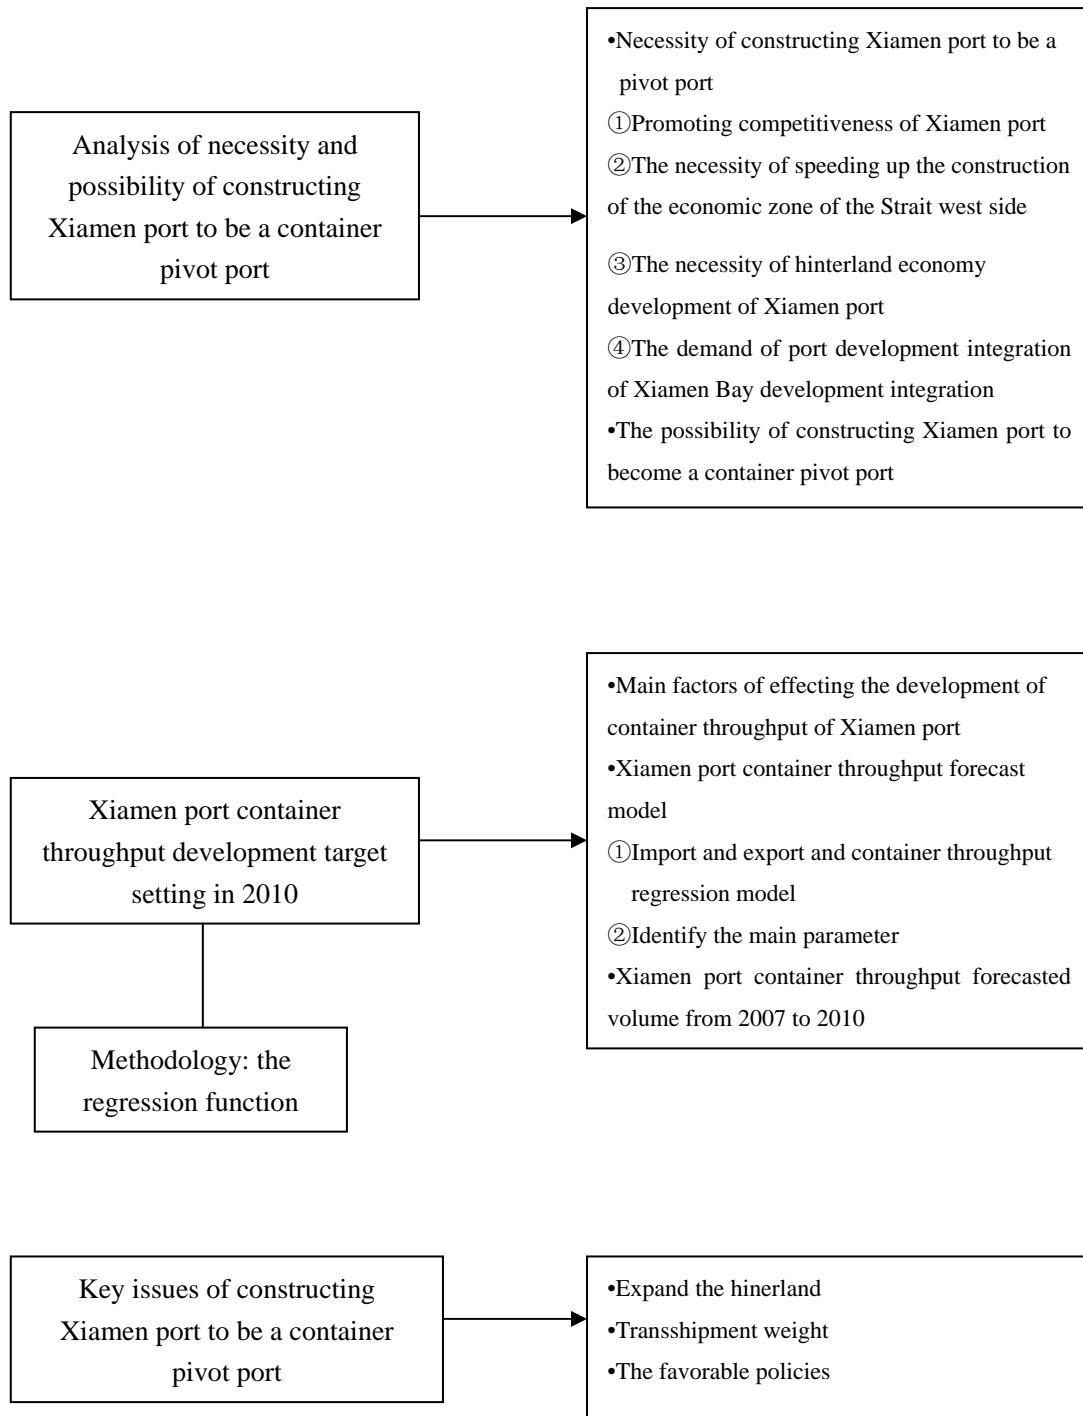 Analysis of necessity and
possibility of constructing
Xiamen port to be a container
pivot port
•Necessity of constructing Xiamen port to be a
pivot port
①Promoting competitiveness of Xiamen port
②The necessity of speeding up the construction
of the economic zone of the Strait west side
③The necessity of hinterland economy
development of Xiamen port
④The demand of port development integration
of Xiamen Bay development integration
•The possibility of constructing Xiamen port to
become a container pivot port
Xiamen port container
throughput development target
setting in 2010
Methodology: the
regression function
•Main factors of effecting the development of
container throughput of Xiamen port
•Xiamen port container throughput forecast
model
①Import and export and container throughput
regression model
②Identify the main parameter
•Xiamen port container throughput forecasted
volume from 2007 to 2010
Key issues of constructing
Xiamen port to be a container
pivot port
•Expand the hinerland
•Transshipment weight
•The favorable policies